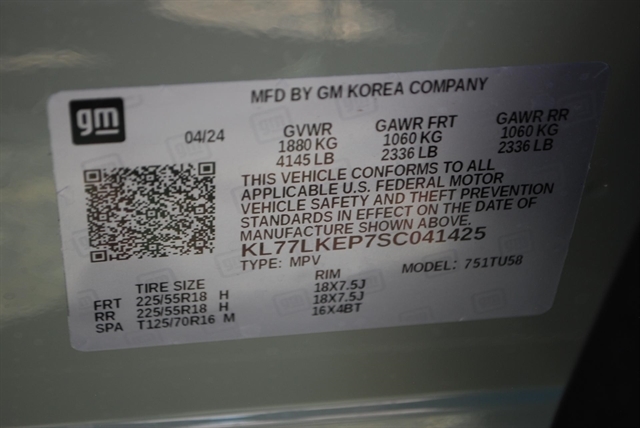 MFD BY GM KOREA COMPANY
gm
04/24
GVWR GAWR FRT GAWR RR
1880 KG 1060 KG 1060 KG
4145 LB 2336 LB 2336 LB
THIS VEHICLE CONFORMS TO ALL
APPLICABLE U.S. FEDERAL MOTOR
VEHICLE SAFETY AND THEFT PREVENTION
STANDARDS IN EFFECT ON THE DATE OF
MANUFACTURE SHOWN ABOVE.
KL77LKEP7SC041425
TYPE: MPV MODEL: 751TU58
TIRE SIZE RIM
FRT 225/55R18 H 18X7.5J
RR 225/55R18 H 18X7.5J
SPA T125/70R16 M 16X4BT